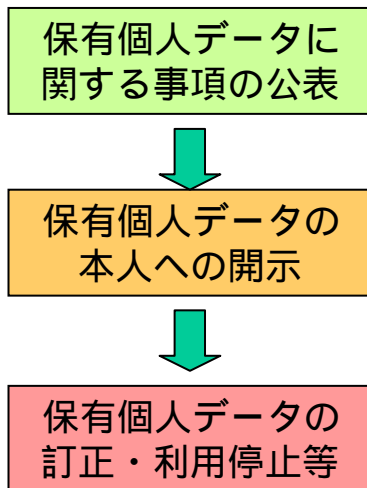 保有個人データに
関する事項の公表
保有個人データの
本人への開示
保有個人データの
訂正・利用停止等